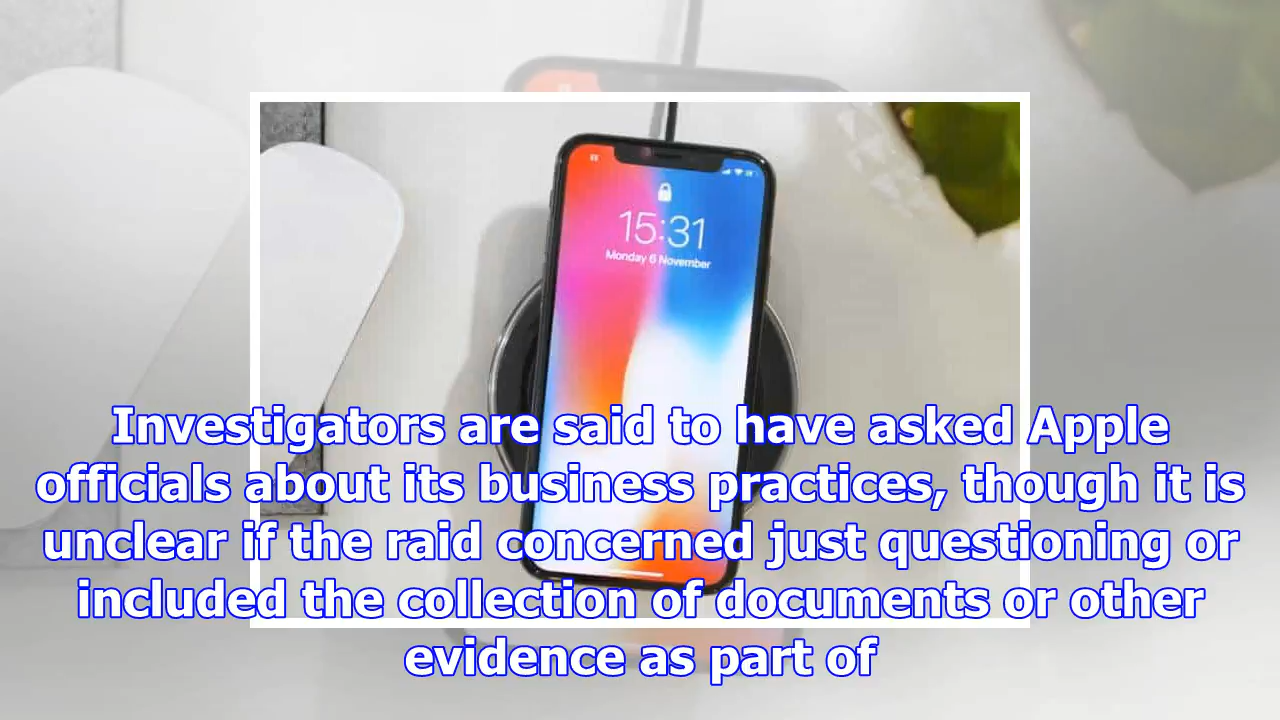 15:31
Monday 6 November
Investigators are said to have asked Apple
officials about its business practices, though it is
unclear if the raid concerned just questioning or
included the collection of documents or other
evidence as part of